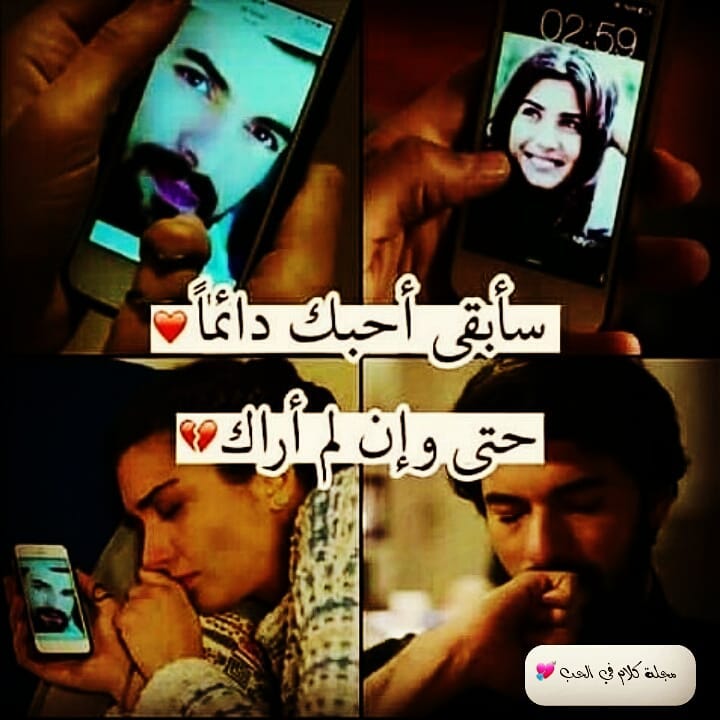 02:59
سأبقى أحبك دائماً❤️
حتى وإن لم أراك💔
مجلة كلام في الحب 💘